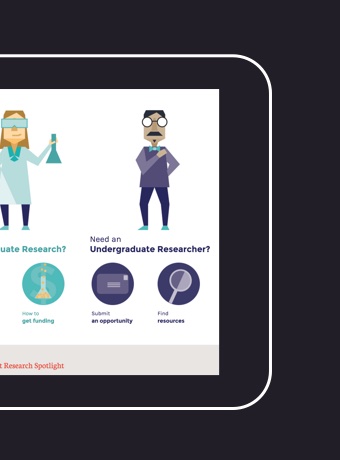 uate Research?
Need an
Undergraduate Researcher?
How to
get funding
Submit
an opportunity
Find
resources
t Research Spotlight